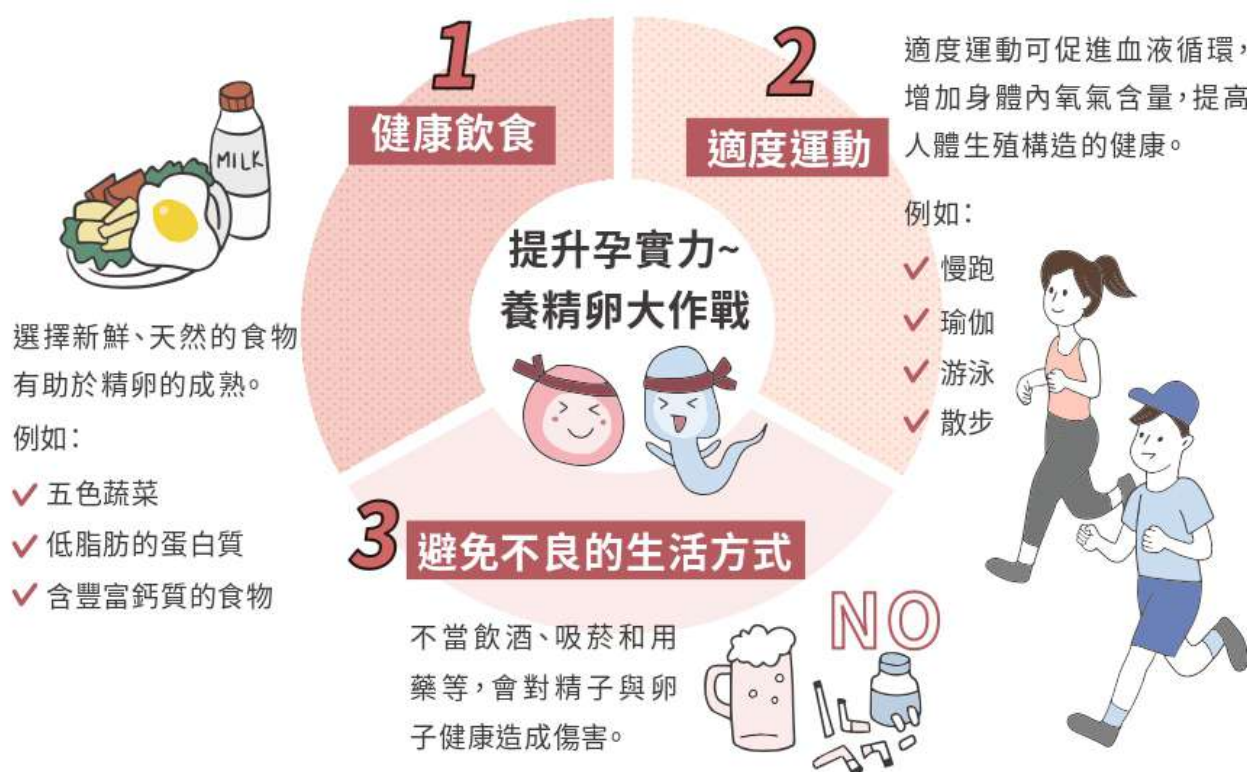 提升孕實力~
養精卵大作戰
1
健康飲食
MILK
選擇新鮮、天然的食物
有助於精卵的成熟。
例如：
五色蔬菜
低脂肪的蛋白質
含豐富鈣質的食物
2
適度運動
適度運動可促進血液循環，
增加身體內氧氣含量，提高
人體生殖構造的健康。
例如：
慢跑
瑜伽
游泳
散步
3
避免不良的生活方式
不當飲酒、吸菸和用
藥等，會對精子與卵
子健康造成傷害。
NO